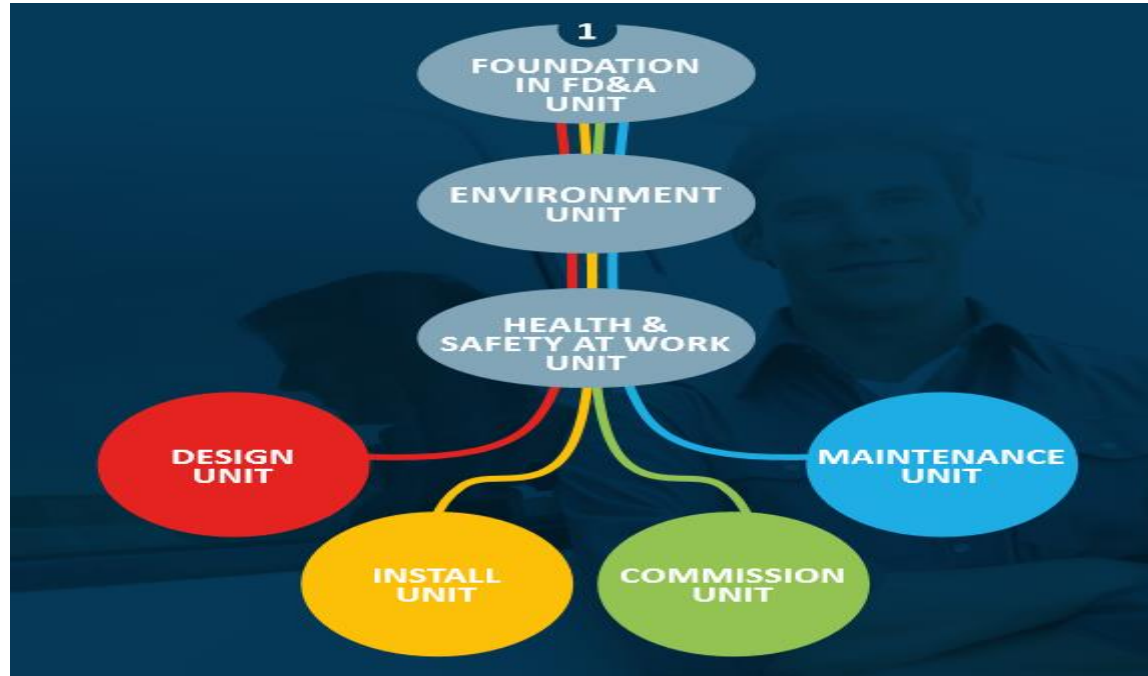 1
FOUNDATION
IN FD&A
UNIT
ENVIRONMENT
UNIT
HEALTH &
SAFETY AT WORK
UNIT
DESIGN
UNIT
MAINTENANCE
UNIT
INSTALL
UNIT
COMMISSION
UNIT